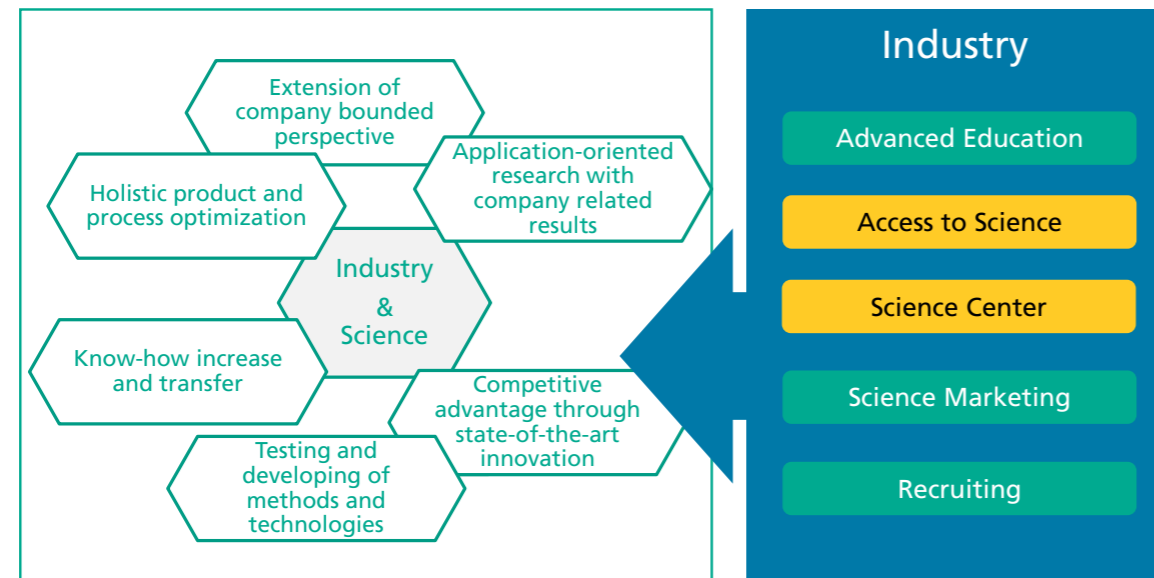 Extension of
company bounded
perspective
Application-oriented
research with
company related
results
Holistic product and
process optimization
Industry
&
Science
Know-how increase
and transfer
Competitive
advantage through
state-of-the-art
innovation
Testing and
developing of
methods and
technologies
Industry
Advanced Education
Access to Science
Science Center
Science Marketing
Recruiting